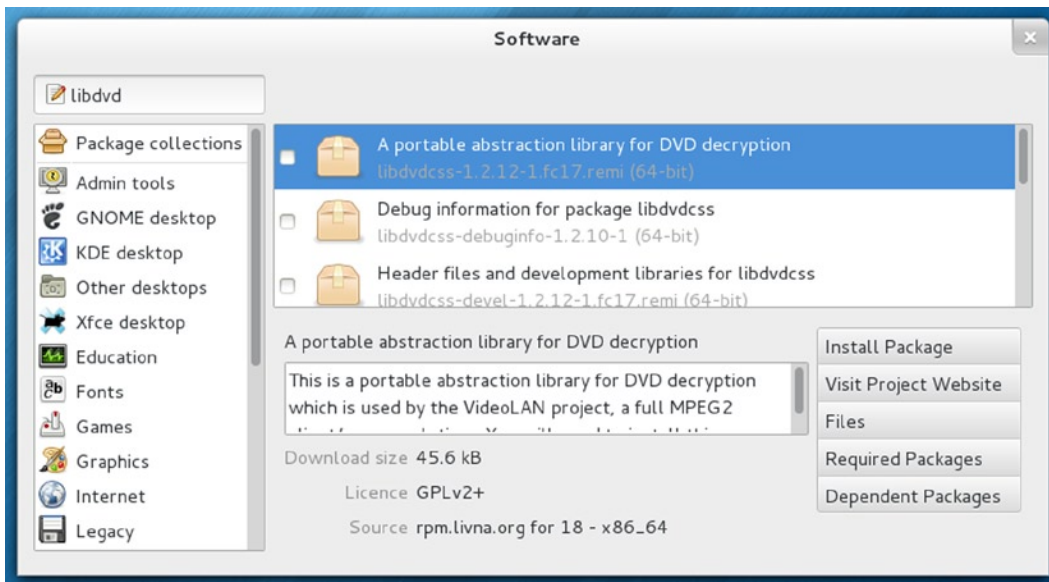 Software
libdvd
Package collections
Admin tools
GNOME desktop
KDE desktop
Other desktops
Xfce desktop
Education
Fonts
Games
Graphics
Internet
Legacy
A portable abstraction library for DVD decryption
libdvdcss-1.2.12-1.fc17.remi (64-bit)
Debug information for package libdvdcss
libdvdcss-debuginfo-1.2.10-1 (64-bit)
Header files and development libraries for libdvdcss
libdvdcss-devel-1.2.12-1.fc17.remi (64-bit)
A portable abstraction library for DVD decryption
This is a portable abstraction library for DVD decryption
which is used by the VideoLAN project, a full MPEG2
Download size 45.6 kB
Licence GPLv2+
Source rpm.livna.org for 18 - x86_64
Install Package
Visit Project Website
Files
Required Packages
Dependent Packages